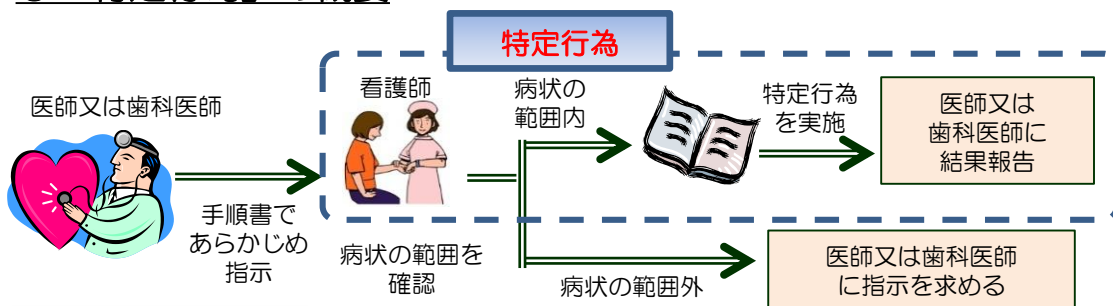 特定行為
医師又は歯科医師
手順書で
あらかじめ
指示
看護師
病状の範囲を
確認
病状の
範囲内
特定行為
を実施
医師又は
歯科医師に
結果報告
病状の範囲外
医師又は歯科医師
に指示を求める